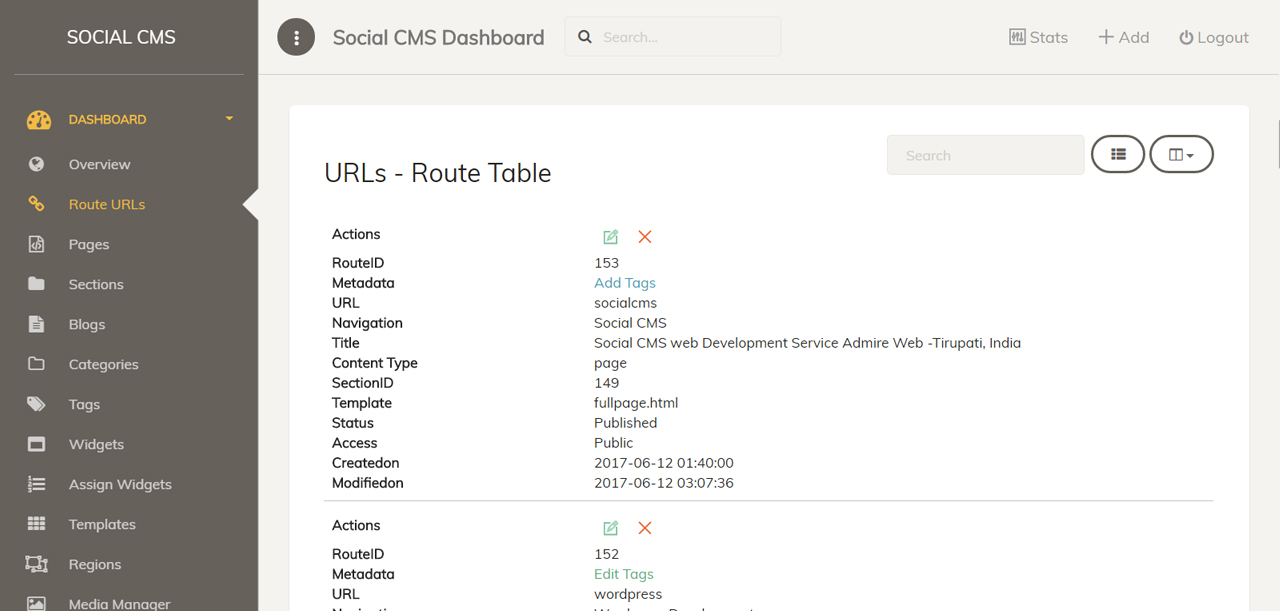 SOCIAL CMS
Social CMS Dashboard
Search...
Stats
Add
Logout
DASHBOARD
Overview
Route URLs
Pages
Sections
Blogs
Categories
Tags
Widgets
Assign Widgets
Templates
Regions
Media Manager
URLs - Route Table
Search
Actions
RouteID 153
Metadata Add Tags
URL socialcms
Navigation Social CMS
Title Social CMS web Development Service Admire Web -Tirupati, India
Content Type page
SectionID 149
Template fullpage.html
Status Published
Access Public
Createdon 2017-06-12 01:40:00
Modifiedon 2017-06-12 03:07:36
Actions
RouteID 152
Metadata Edit Tags
URL wordpress